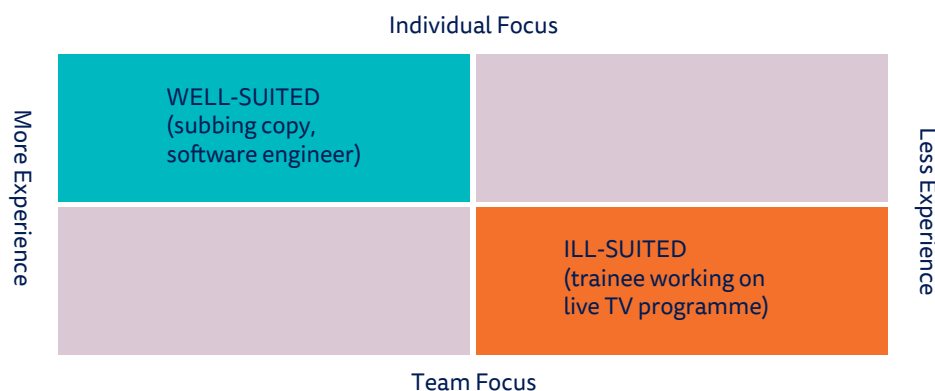 Individual Focus
More Experience
WELL-SUITED
(subbing copy,
software engineer)
Less Experience
ILL-SUITED
(trainee working on
live TV programme)
Team Focus